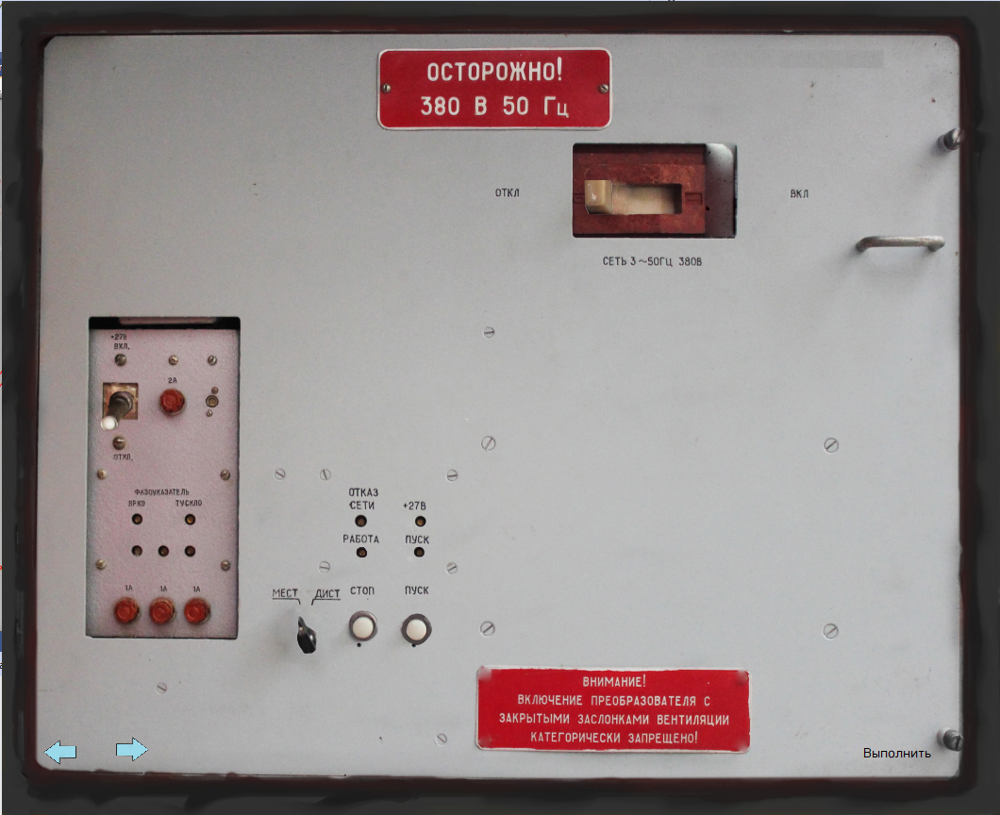 ОСТОРОЖНО!
380 В 50 Гц
ОТКЛ
ВКЛ
СЕТЬ 3 ~50ГЦ 380В
+27В
ВКЛ.
2А
ОТКЛ.
ФАЗОУКАЗАТЕЛЬ
ЯРКО ТУСКЛО
1А 1А 1А
ОТКАЗ
СЕТИ +27В
РАБОТА ПУСК
МЕСТ ДИСТ СТОП ПУСК
ВНИМАНИЕ!
ВКЛЮЧЕНИЕ ПРЕОБРАЗОВАТЕЛЯ С
ЗАКРЫТЫМИ ЗАСЛОНКАМИ ВЕНТИЛЯЦИИ
КАТЕГОРИЧЕСКИ ЗАПРЕЩЕНО!
Выполнить